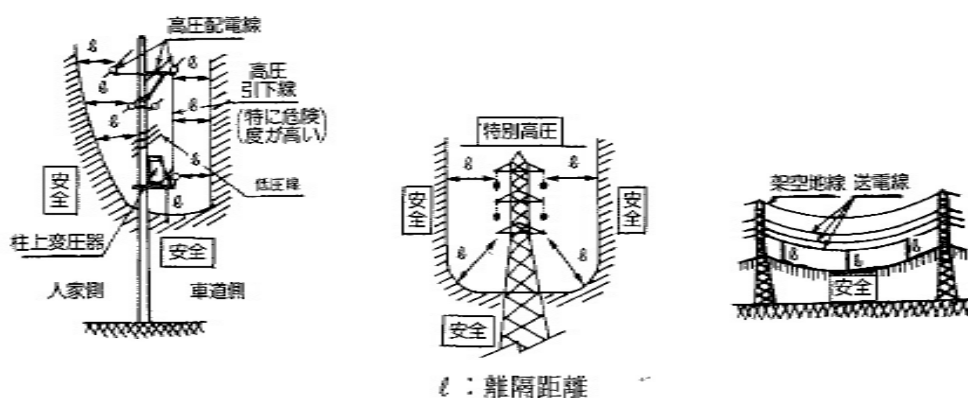 高圧配電線
ℓ
高圧
引下線
ℓ
ℓ
ℓ
(特に危険
度が高い)
ℓ
ℓ
ℓ
低圧線
安全
ℓ
柱上変圧器
安全
人家側
車道側
特別高圧
ℓ
ℓ
安全
安全
ℓ
ℓ
安全
架空地線 送電線
ℓ
ℓ
ℓ
安全
ℓ：離隔距離